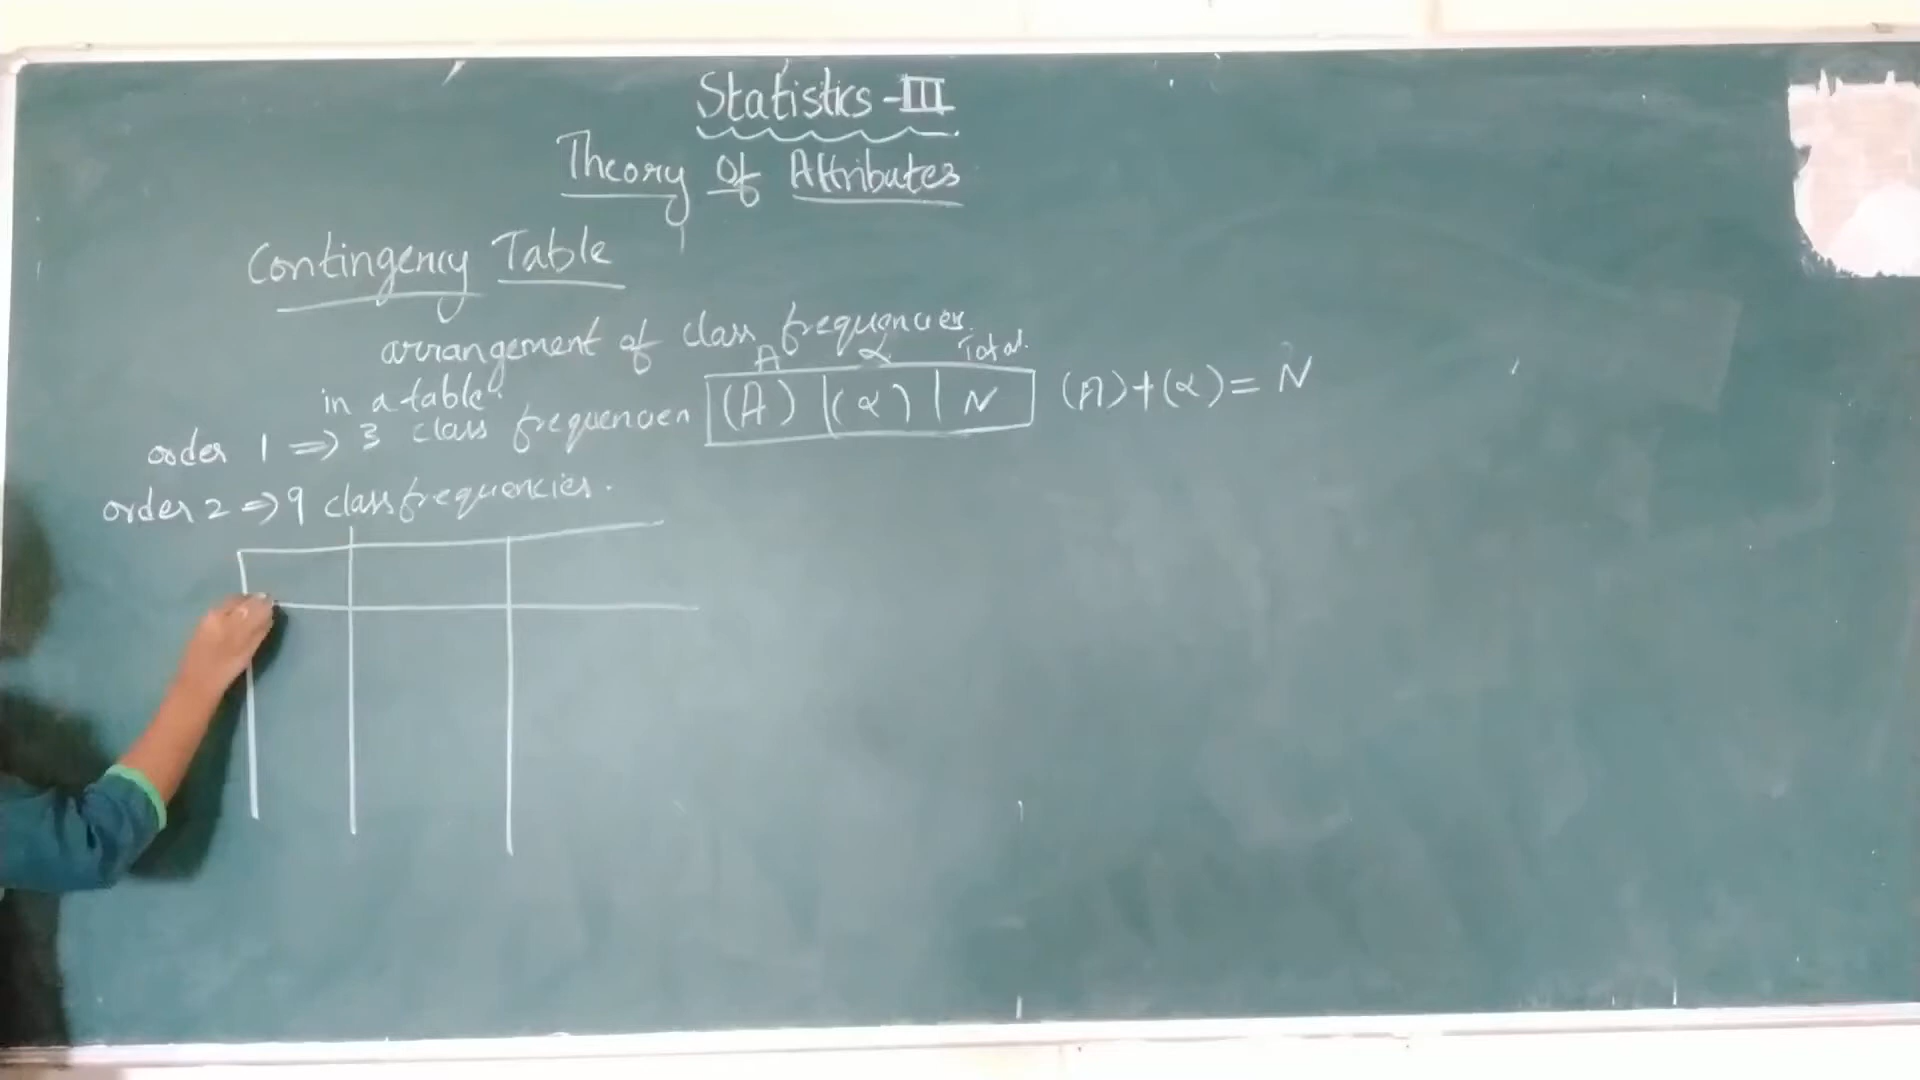 Statistics-III
Theory Of Attributes
Contingency Table
arrangement of class frequencies.
in a table.
A α Total.
order 1 ⇒ 3 class frequencies (A) | (α) | N (A)+(α)=N
order 2 ⇒ 9 class frequencies.